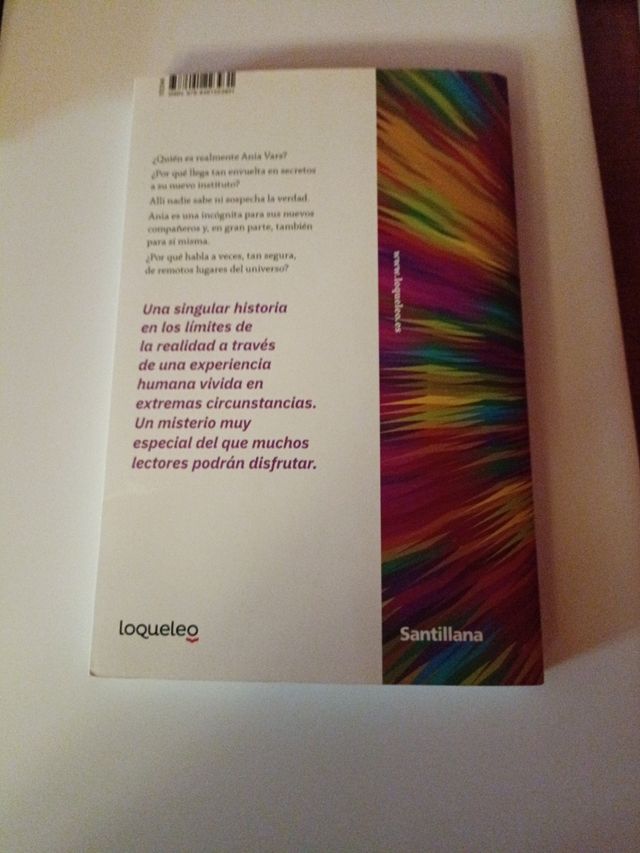 ¿Quién es realmente Ania Vars?
¿Por qué llega tan envuelta en secretos
a su nuevo instituto?
Allí nadie sabe ni sospecha la verdad.
Ania es una incógnita para sus nuevos
compañeros y, en gran parte, también
para sí misma.
¿Por qué habla a veces, tan segura,
de remotos lugares del universo?
Una singular historia
en los límites de
la realidad a través
de una experiencia
humana vivida en
extremas circunstancias.
Un misterio muy
especial del que muchos
lectores podrán disfrutar.
www.loqueleo.es
loqueleo
Santillana